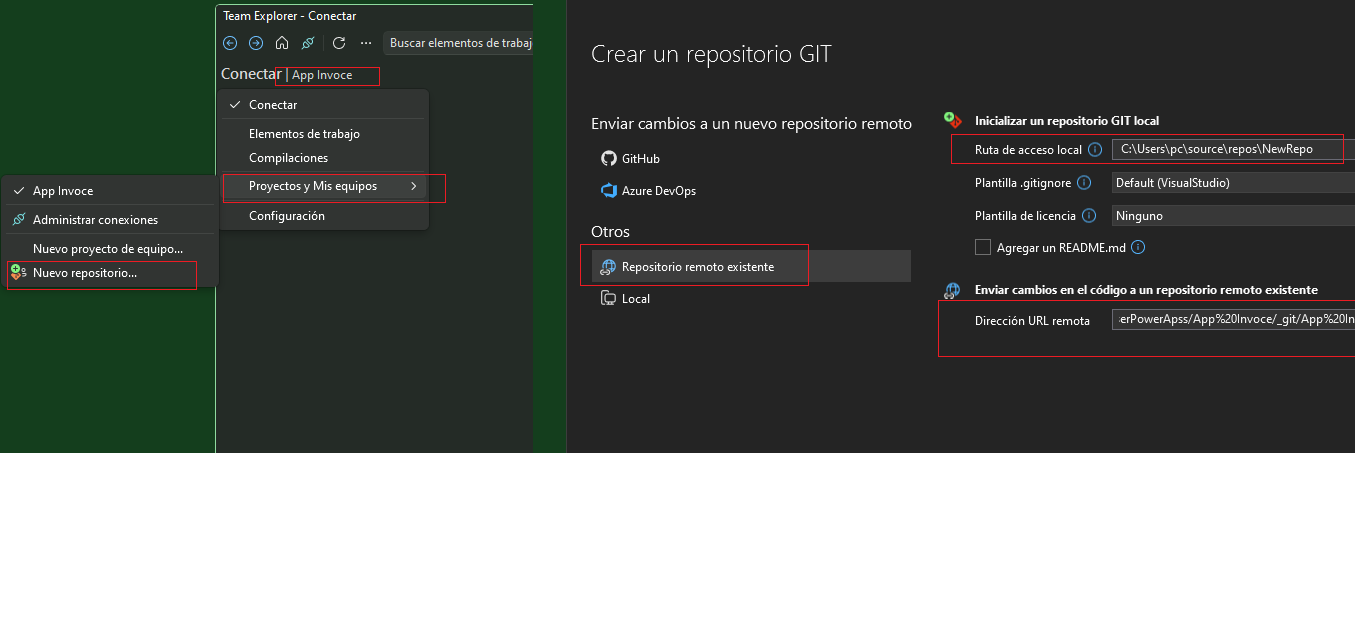 Team Explorer - Conectar
Buscar elementos de trabaj
Conectar | App Invoce
Conectar
Elementos de trabajo
Compilaciones
Proyectos y Mis equipos
Configuración
App Invoce
Administrar conexiones
Nuevo proyecto de equipo...
Nuevo repositorio...
Crear un repositorio GIT
Enviar cambios a un nuevo repositorio remoto
GitHub
Azure DevOps
Otros
Repositorio remoto existente
Local
Inicializar un repositorio GIT local
Ruta de acceso local C:\Users\pc\source\repos\NewRepo
Plantilla .gitignore Default (VisualStudio)
Plantilla de licencia Ninguno
Agregar un README.md
Enviar cambios en el código a un repositorio remoto existente
Dirección URL remota erPowerApss/App%20Invoce/_git/App%20In